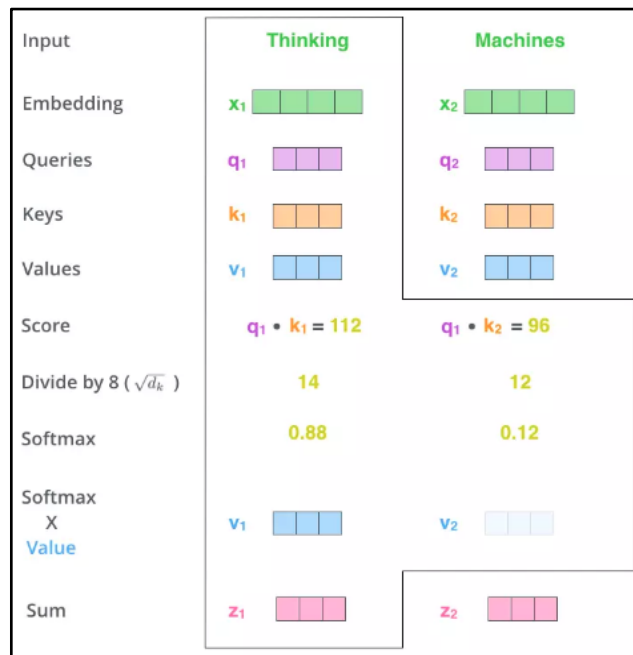 Input Thinking Machines
Embedding x₁ x₂
Queries q₁ q₂
Keys k₁ k₂
Values v₁ v₂
Score q₁ • k₁ = 112 q₁ • k₂ = 96
Divide by 8 ( √dₖ ) 14 12
Softmax 0.88 0.12
Softmax
X v₁ v₂
Value
Sum z₁ z₂